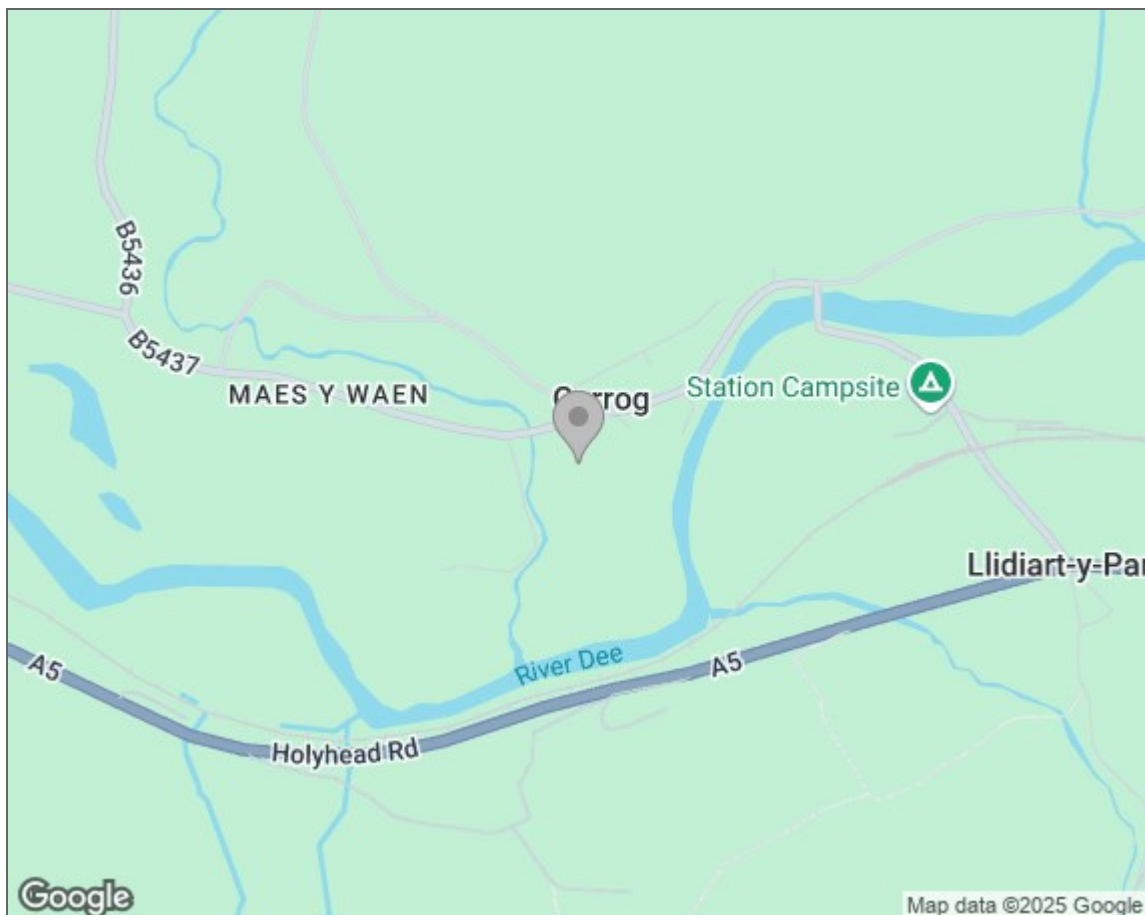 B5436
B5437
MAES Y WAEN
Station Campsite
Llidiart-y-Par
River Dee
A5
A5
Holyhead Rd
Google
Map data ©2025 Google